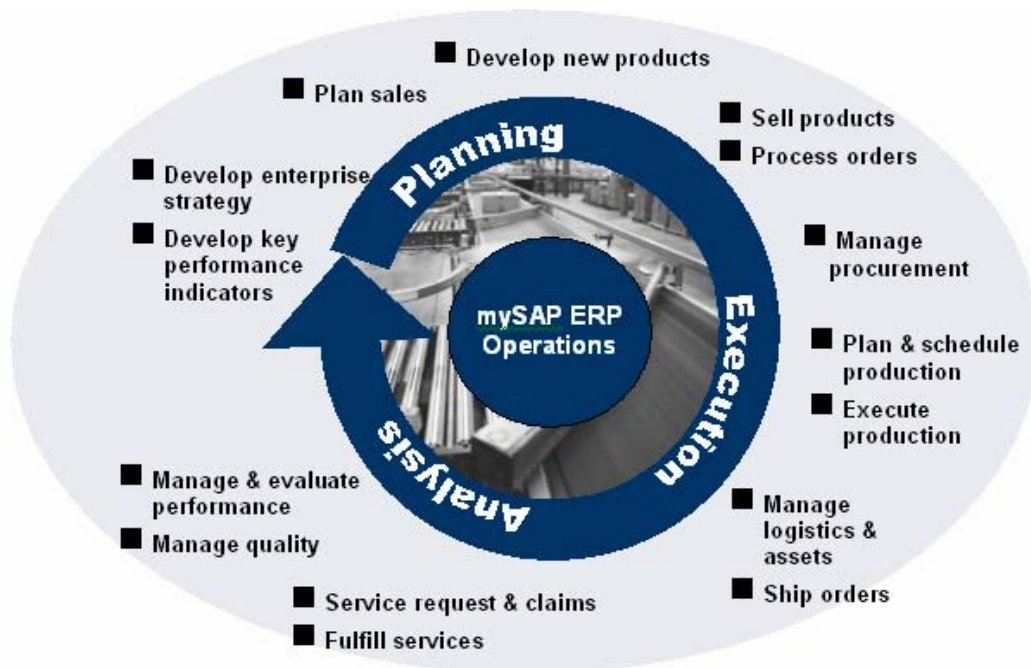 Develop new products
Plan sales
Sell products
Process orders
Planning
Develop enterprise
strategy
Develop key
performance
indicators
Manage
procurement
mySAP ERP
Operations
Execution
Plan & schedule
production
Execute
production
Analysis
Manage & evaluate
performance
Manage quality
Manage
logistics &
assets
Ship orders
Service request & claims
Fulfill services